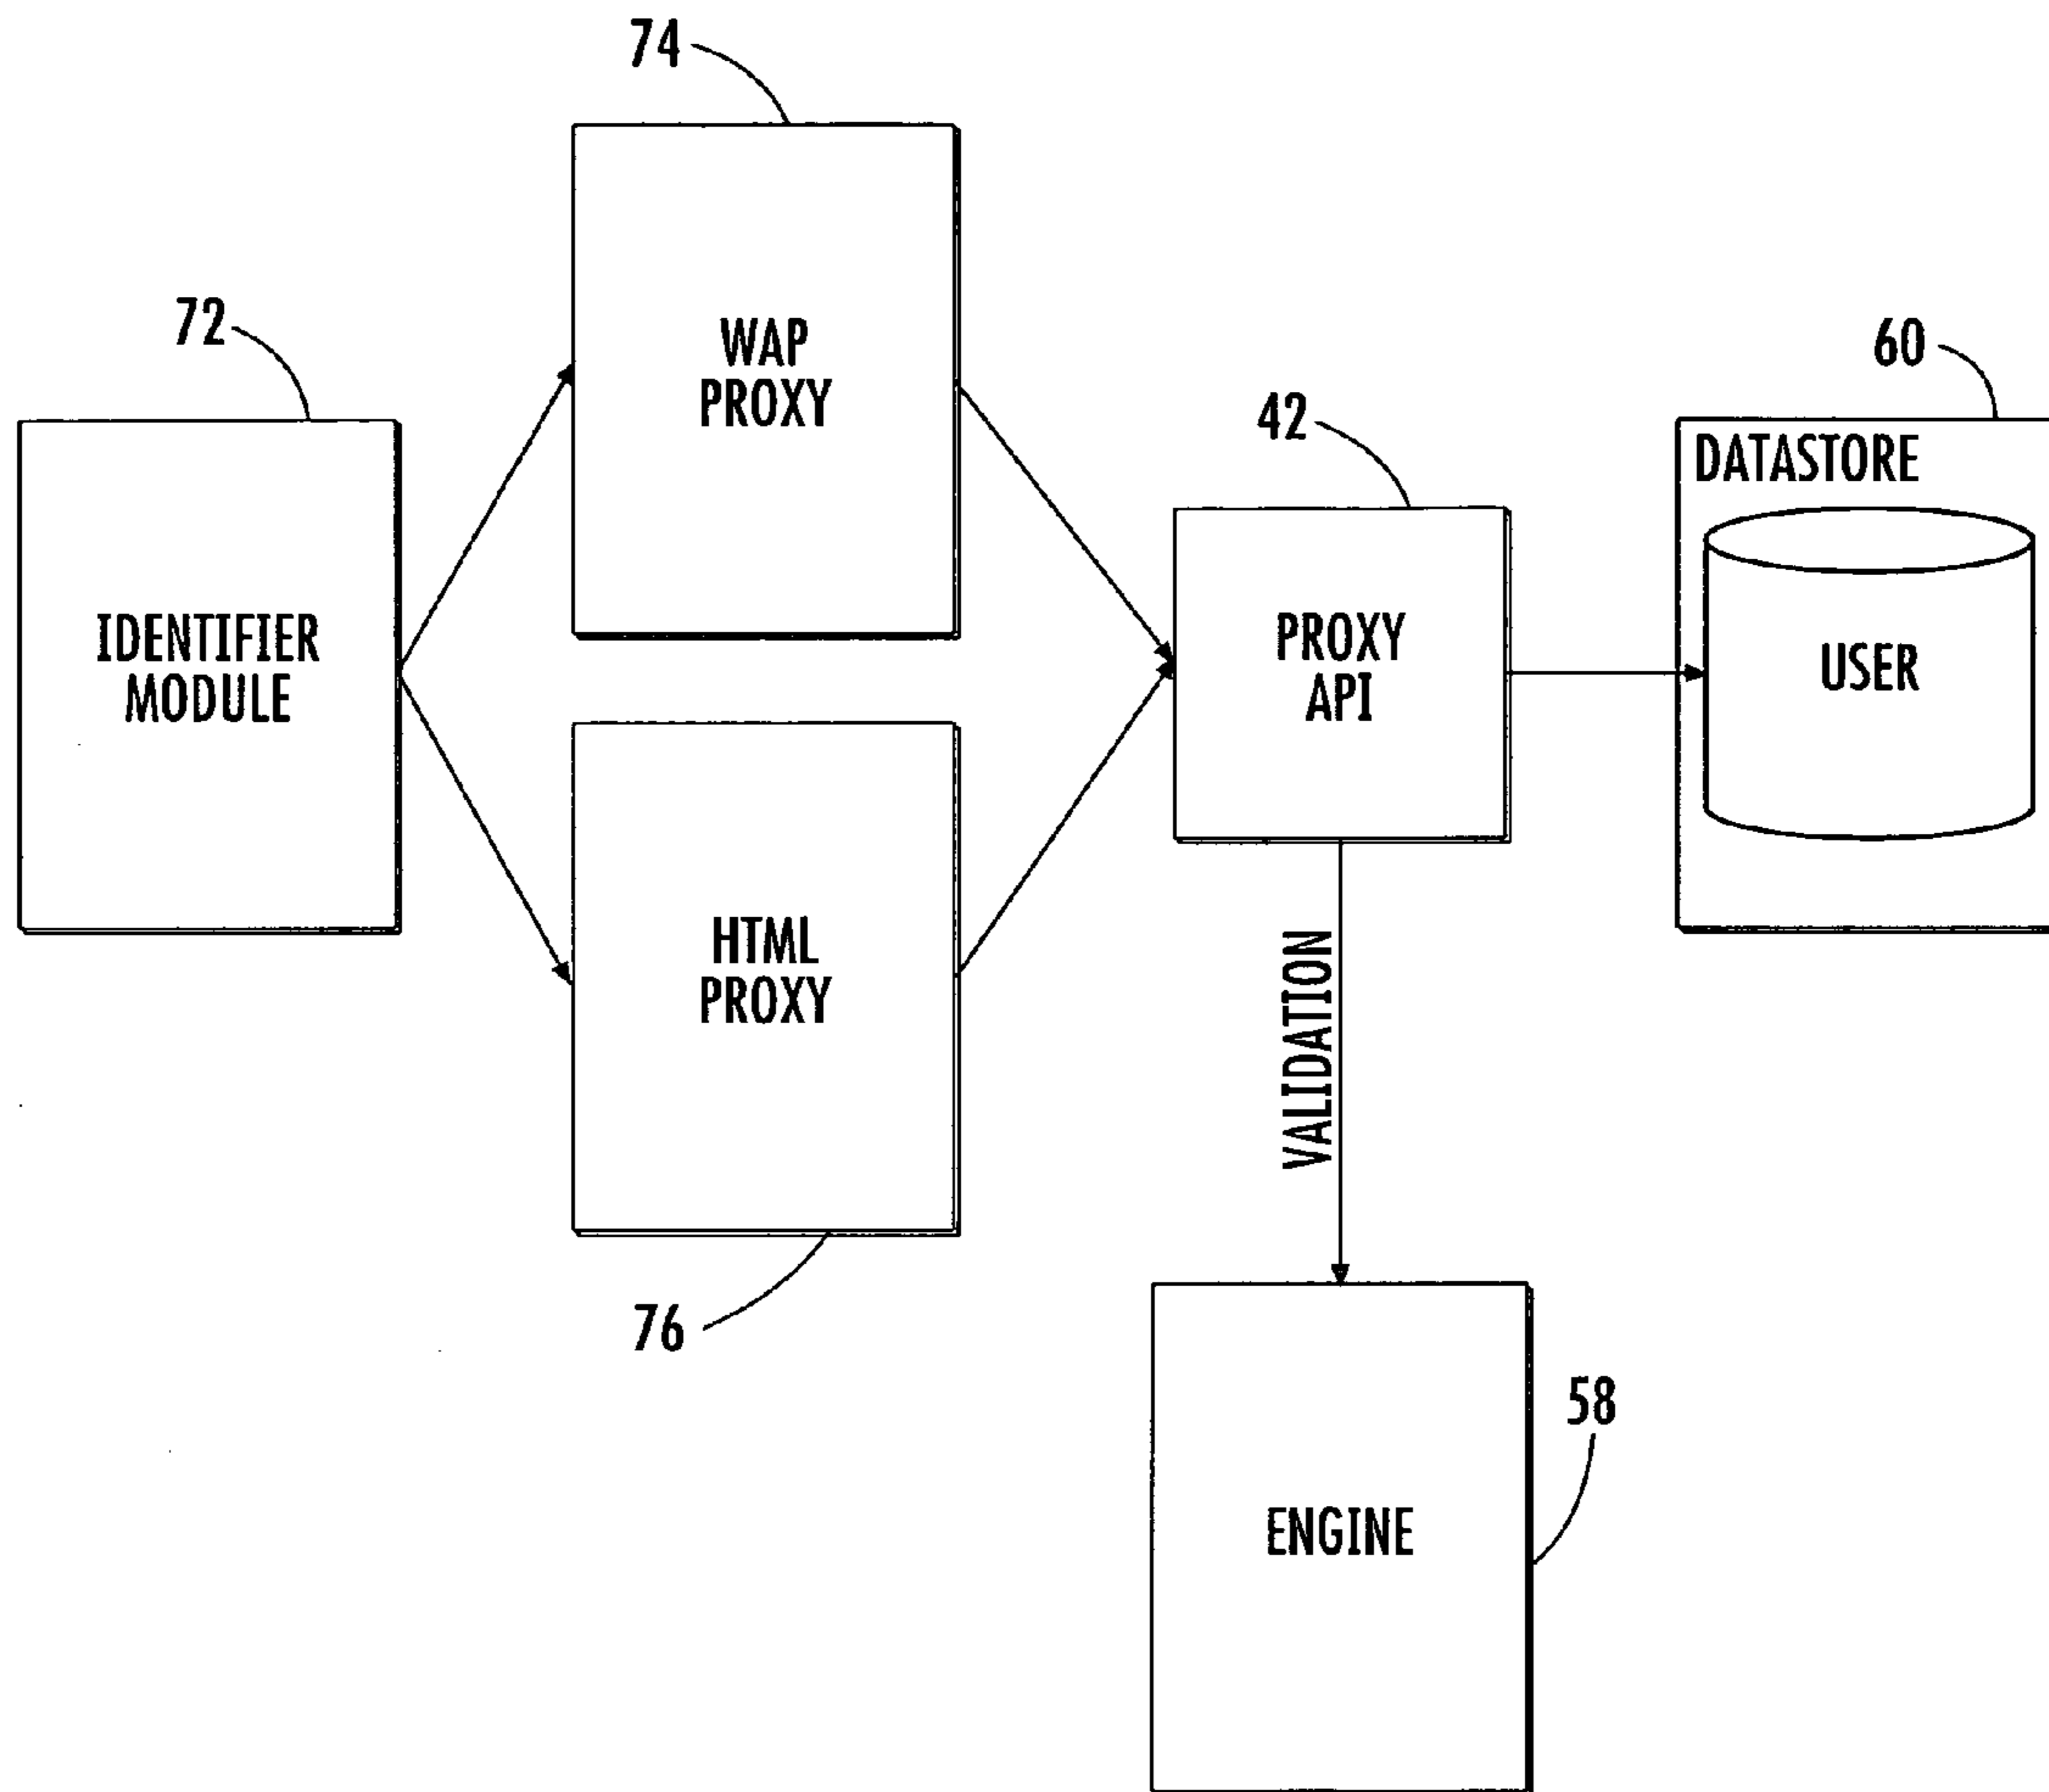 74
WAP
PROXY
72
IDENTIFIER
MODULE
60
DATASTORE
USER
42
PROXY
API
HTML
PROXY
76
VALIDATION
58
ENGINE